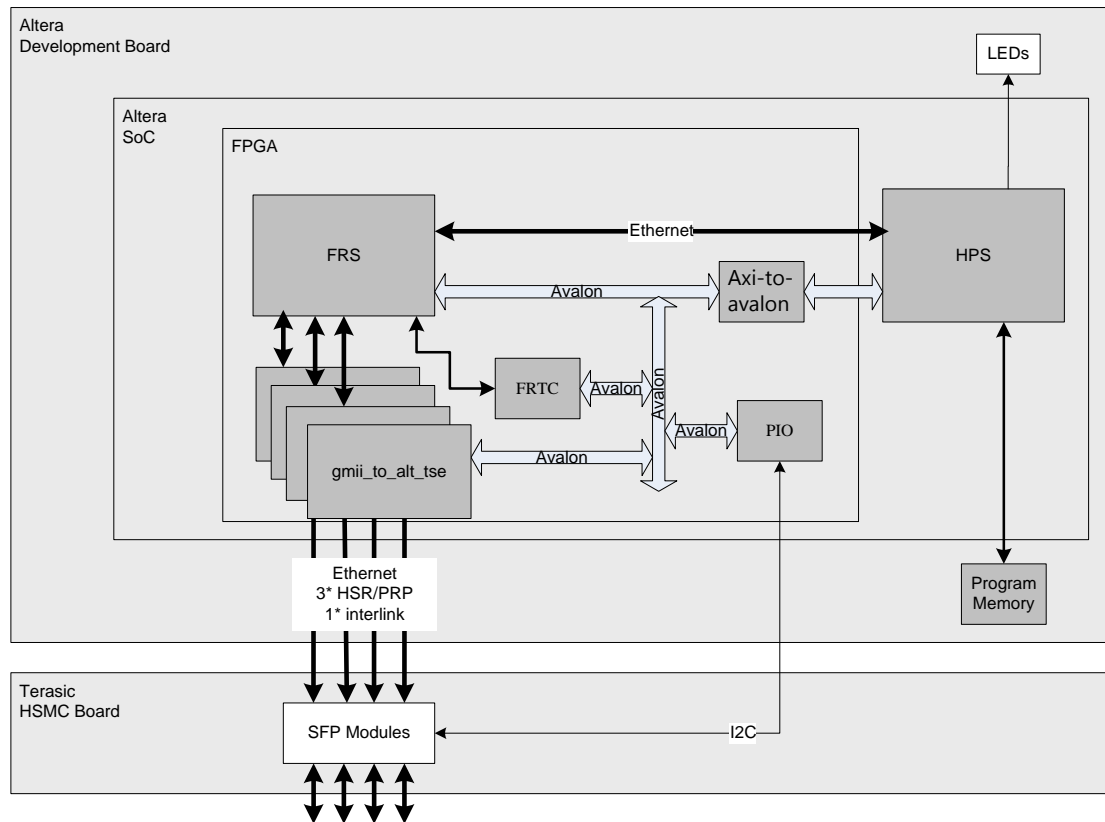 Altera
Development Board
LEDs
Altera
SoC
FPGA
FRS
Ethernet
HPS
Avalon
Axi-to-
avalon
FRTC
Avalon
Avalon
Avalon
PIO
gmii_to_alt_tse
Avalon
Ethernet
3* HSR/PRP
1* interlink
Program
Memory
Terasic
HSMC Board
SFP Modules
I2C